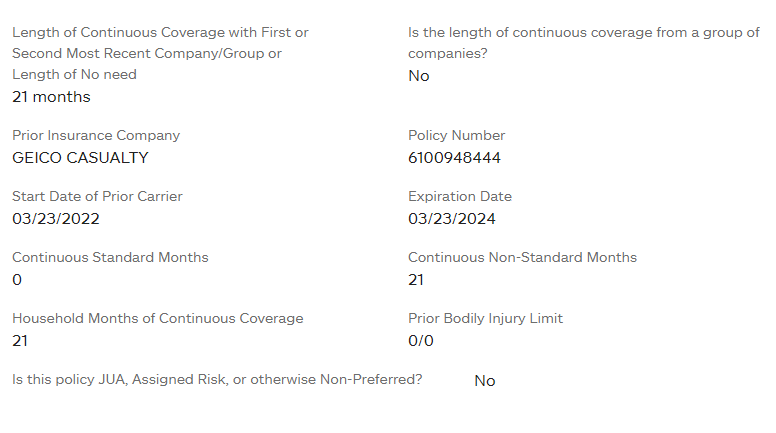 Length of Continuous Coverage with First or
Second Most Recent Company/Group or
Length of No need
21 months
Is the length of continuous coverage from a group of
companies?
No
Prior Insurance Company
GEICO CASUALTY
Policy Number
6100948444
Start Date of Prior Carrier
03/23/2022
Expiration Date
03/23/2024
Continuous Standard Months
0
Continuous Non-Standard Months
21
Household Months of Continuous Coverage
21
Prior Bodily Injury Limit
0/0
Is this policy JUA, Assigned Risk, or otherwise Non-Preferred?
No